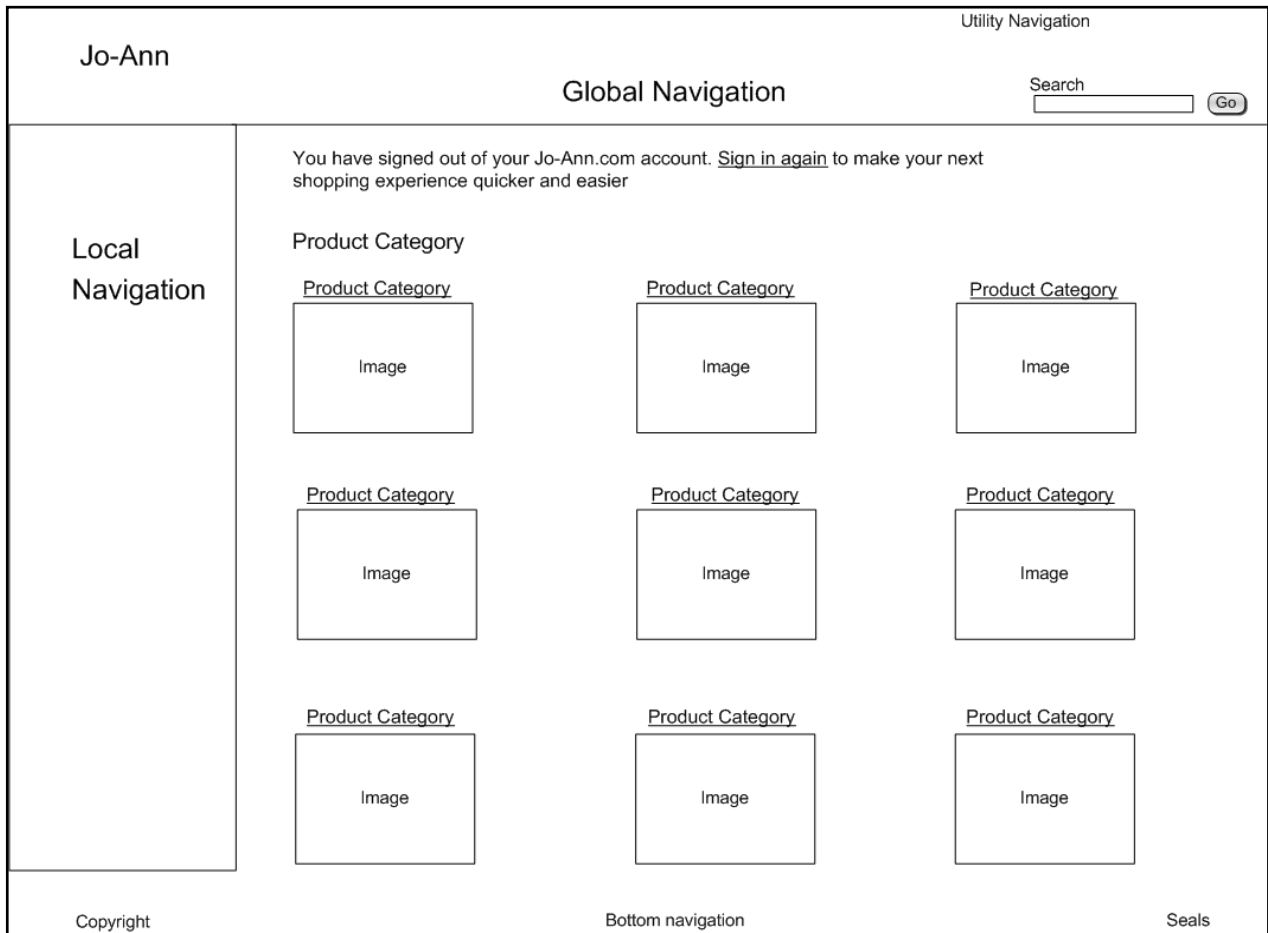 Utility Navigation
Jo-Ann
Global Navigation
Search
Go
You have signed out of your Jo-Ann.com account. Sign in again to make your next
shopping experience quicker and easier
Local
Navigation
Product Category
Product Category
Product Category
Product Category
Image
Image
Image
Product Category
Product Category
Product Category
Image
Image
Image
Product Category
Product Category
Product Category
Image
Image
Image
Copyright
Bottom navigation
Seals